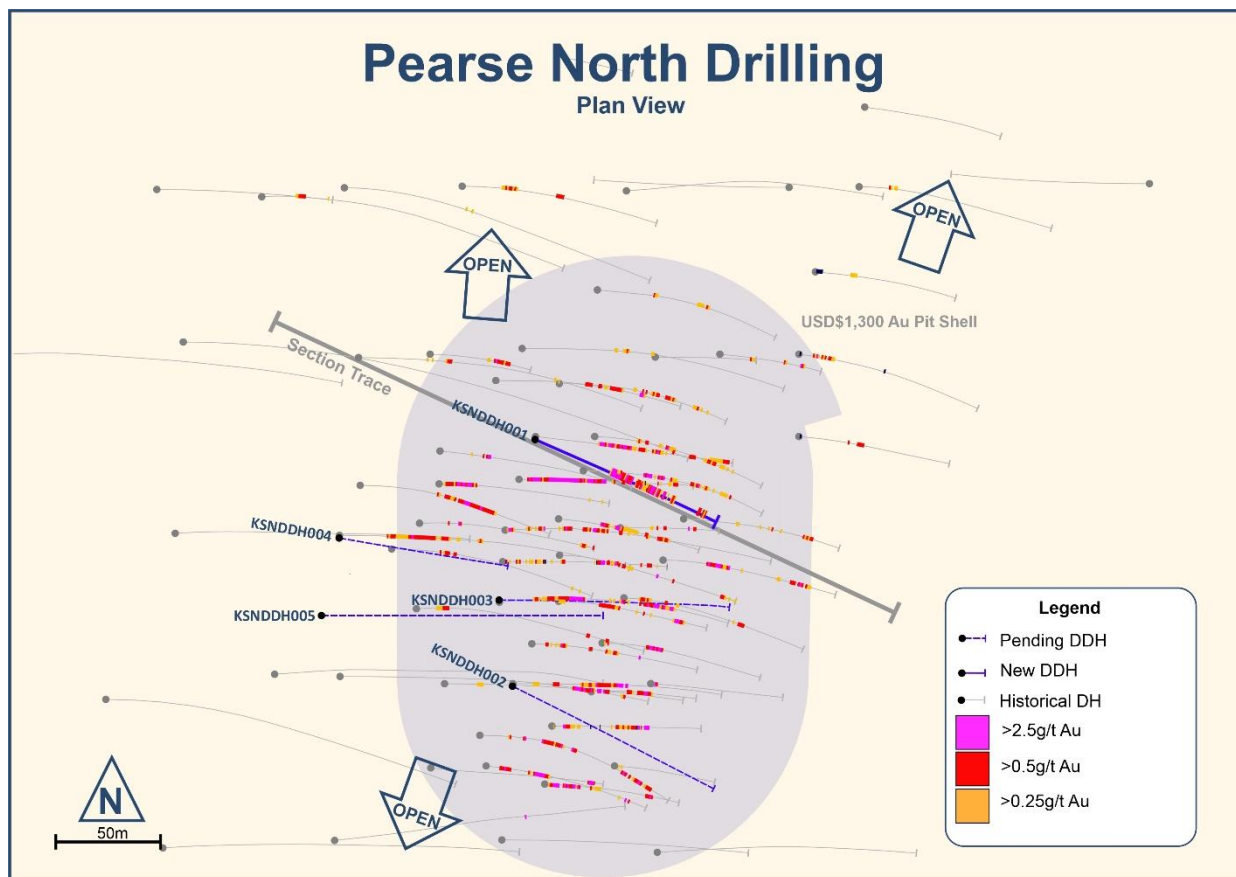 Pearse North Drilling
Plan View
OPEN
OPEN
USD$1,300 Au Pit Shell
Section Trace
KSNDDH001
KSNDDH004
KSNDDH003
KSNDDH005
KSNDDH002
OPEN
N
50m
Legend
Pending DDH
New DDH
Historical DH
>2.5g/t Au
>0.5g/t Au
>0.25g/t Au